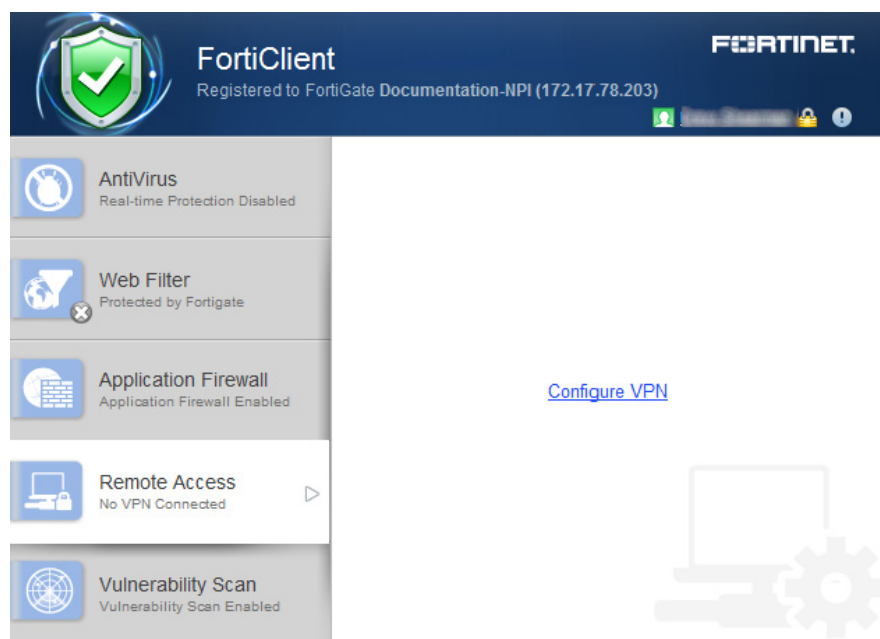 FortiClient
FORTINET.
Registered to FortiGate Documentation-NPI (172.17.78.203)
AntiVirus
Real-time Protection Disabled
Web Filter
Protected by Fortigate
Application Firewall
Application Firewall Enabled
Configure VPN
Remote Access
No VPN Connected
Vulnerability Scan
Vulnerability Scan Enabled